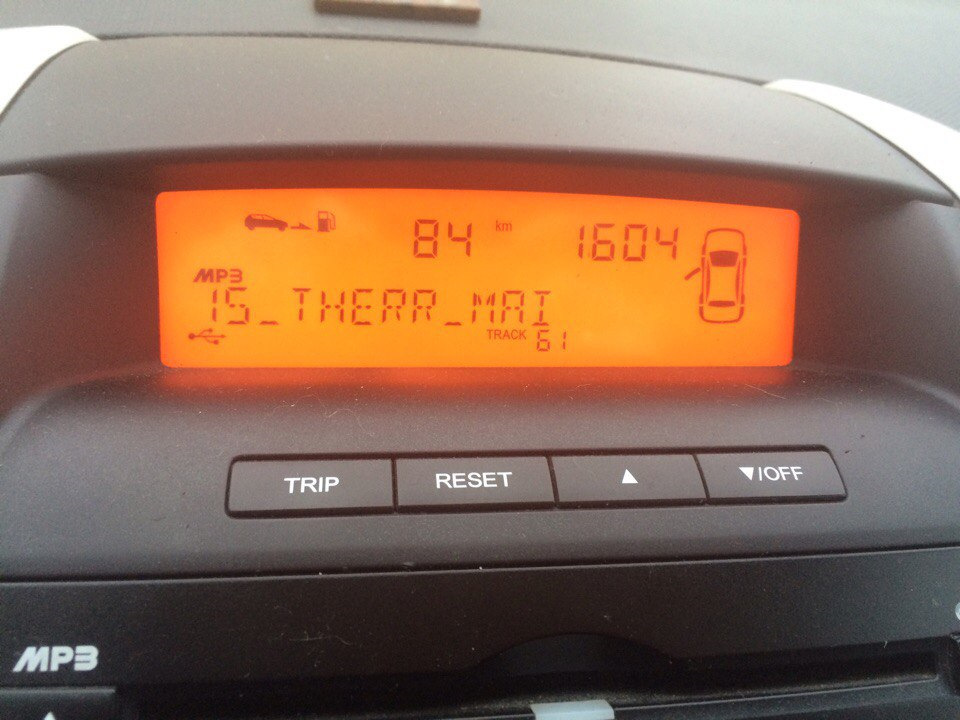 84 km 1604
MP3
15_THERR_MAI
TRACK 61
TRIP RESET ▲ ▼/OFF
MP3